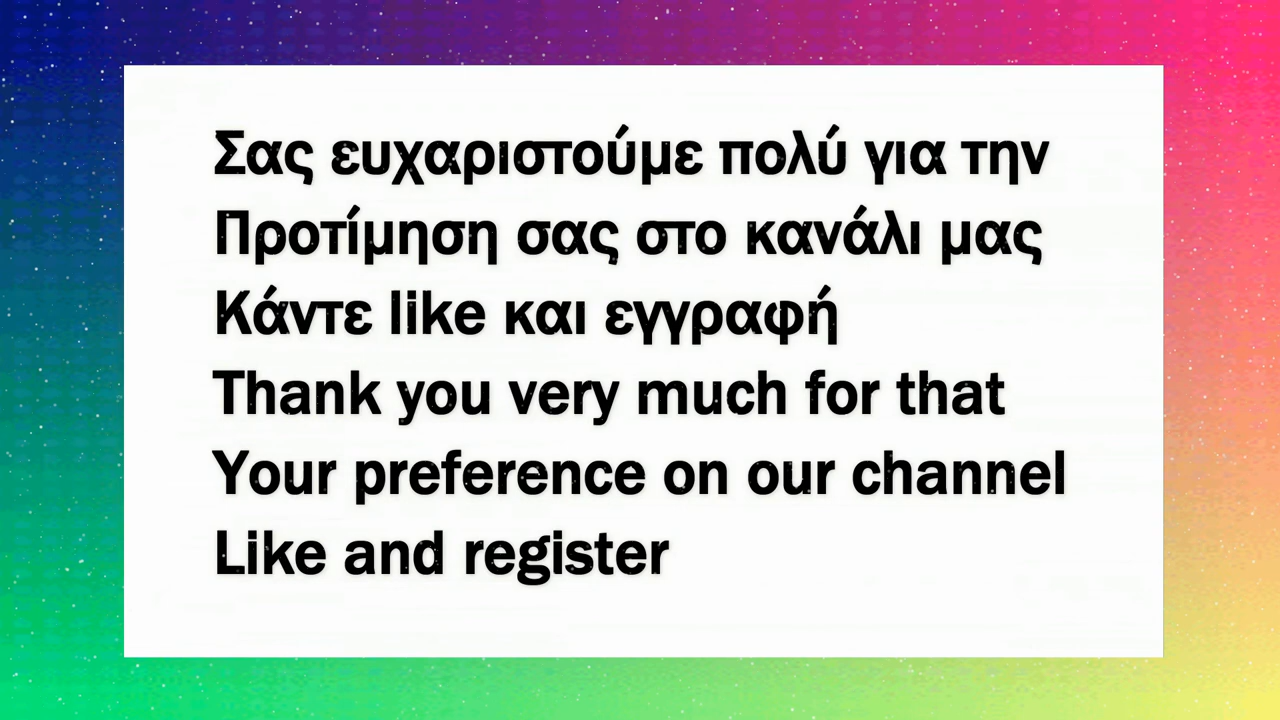 Σας ευχαριστούμε πολύ για την
Προτίμηση σας στο κανάλι μας
Κάντε like και εγγραφή
Thank you very much for that
Your preference on our channel
Like and register